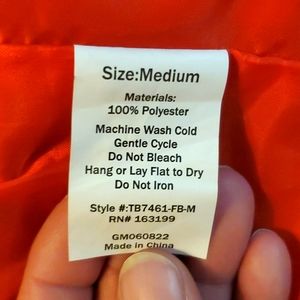 Size:Medium
Materials:
100% Polyester
Machine Wash Cold
Gentle Cycle
Do Not Bleach
Hang or Lay Flat to Dry
Do Not Iron
Style #:TB7461-FB-M
RN# 163199
GM060822
Made in China